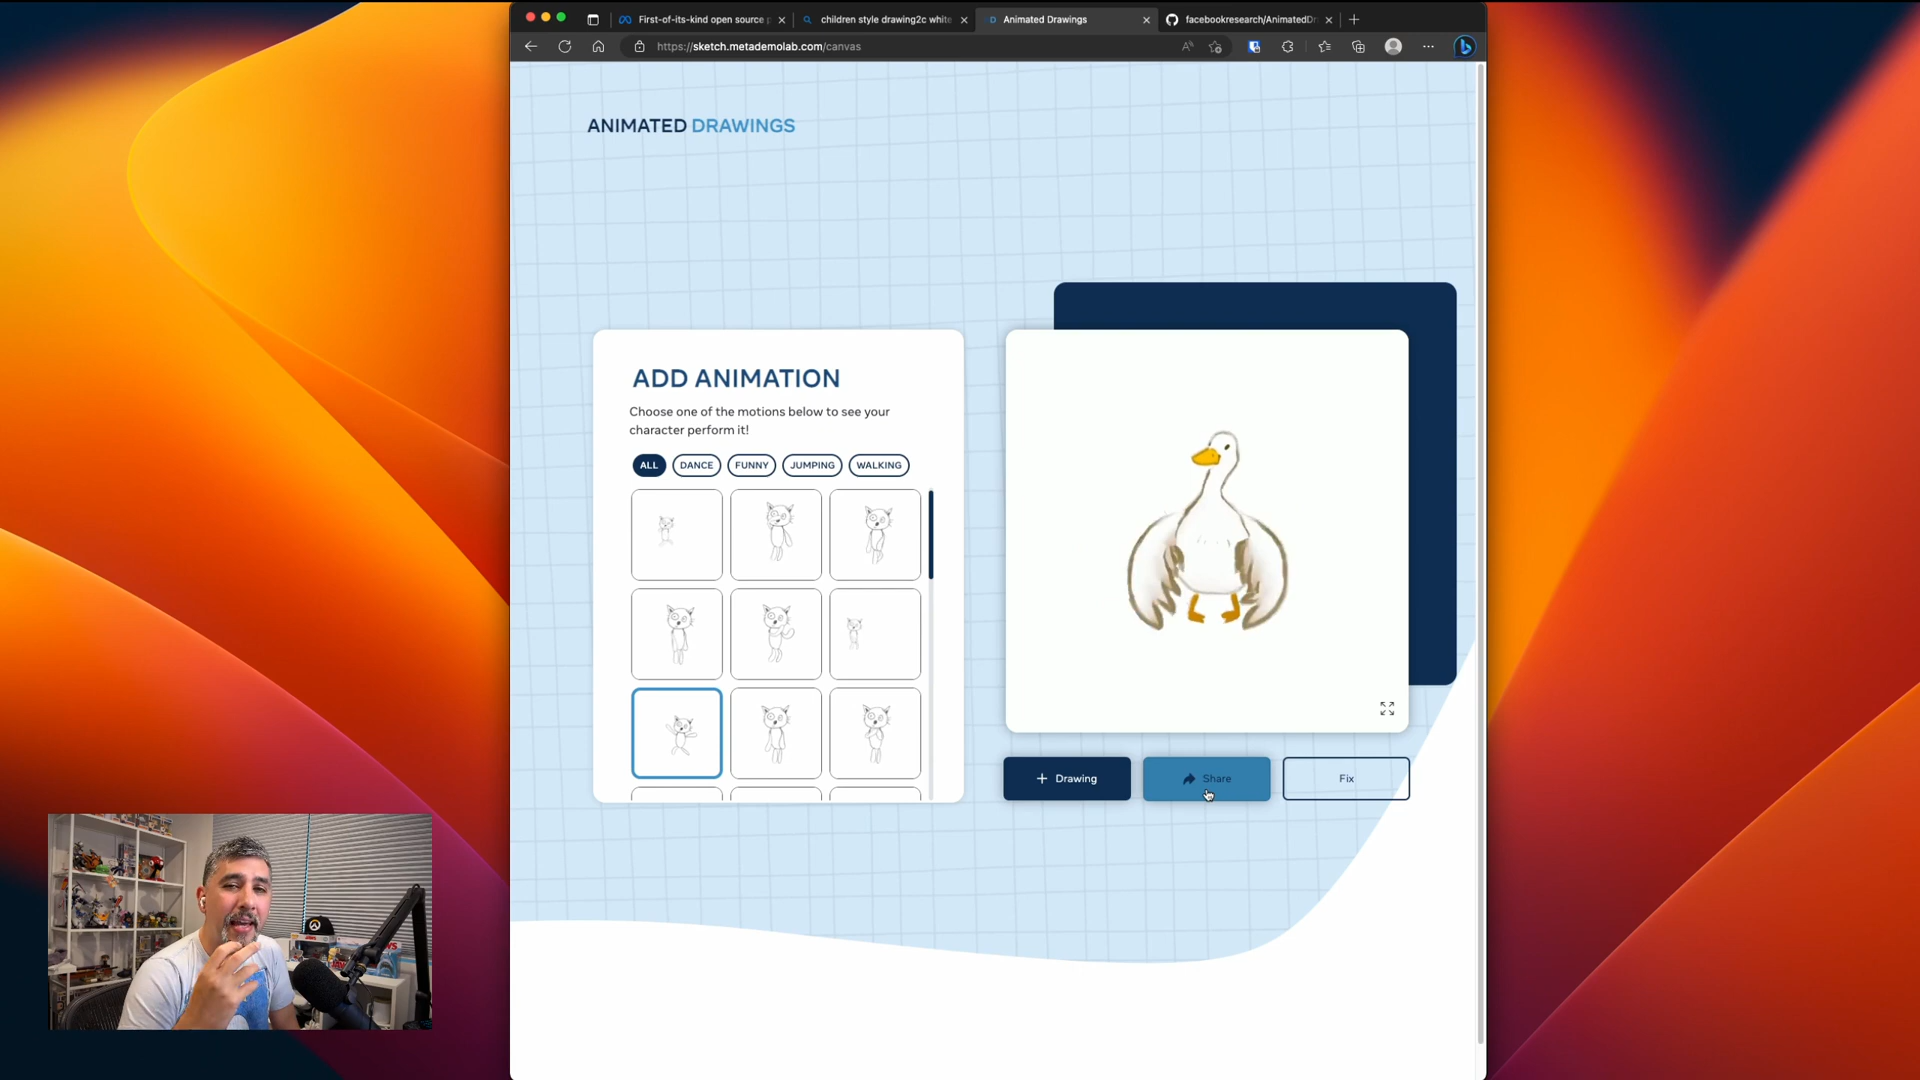 First-of-its-kind open source p
children style drawing2c white
Animated Drawings
facebookresearch/AnimatedDr
https://sketch.metademolab.com/canvas
ANIMATED DRAWINGS
ADD ANIMATION
Choose one of the motions below to see your
character perform it!
ALL
DANCE
FUNNY
JUMPING
WALKING
+ Drawing
Share
Fix